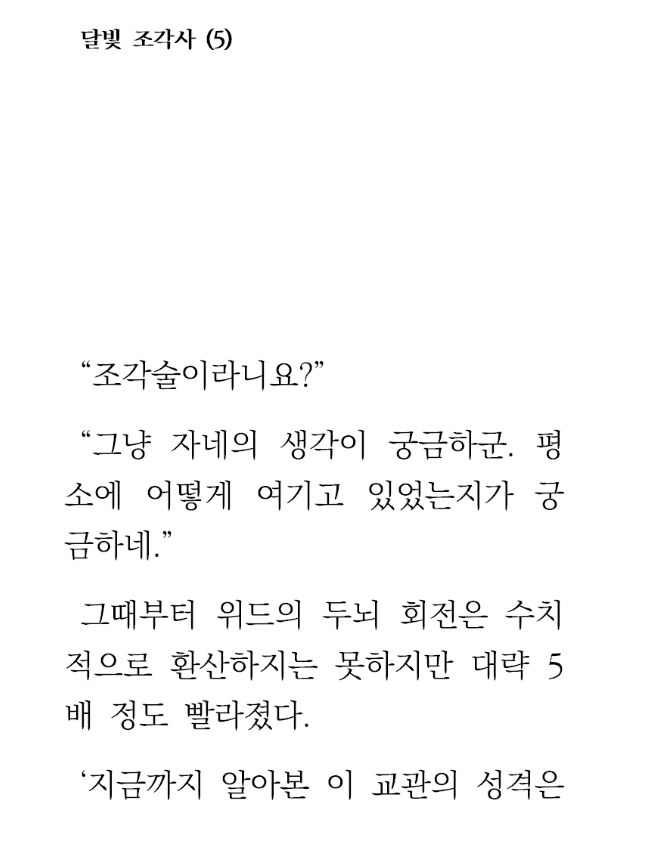 달빛 조각사 (5)
“조각술이라니요?”
“그냥 자네의 생각이 궁금하군. 평
소에 어떻게 여기고 있었는지가 궁
금하네.”
그때부터 위드의 두뇌 회전은 수치
적으로 환산하지는 못하지만 대략 5
배 정도 빨라졌다.
‘지금까지 알아본 이 교관의 성격은